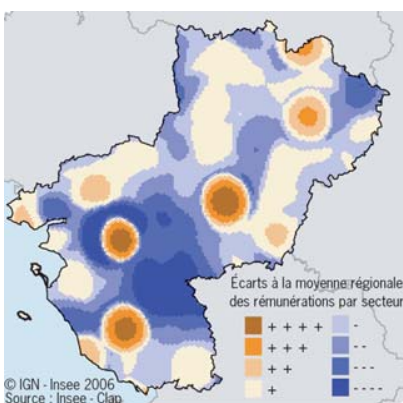 Écarts à la moyenne régionale
des rémunérations par secteur
++++ -
+++ --
++ ---
+ ----
© IGN - Insee 2006
Source : Insee - Clap